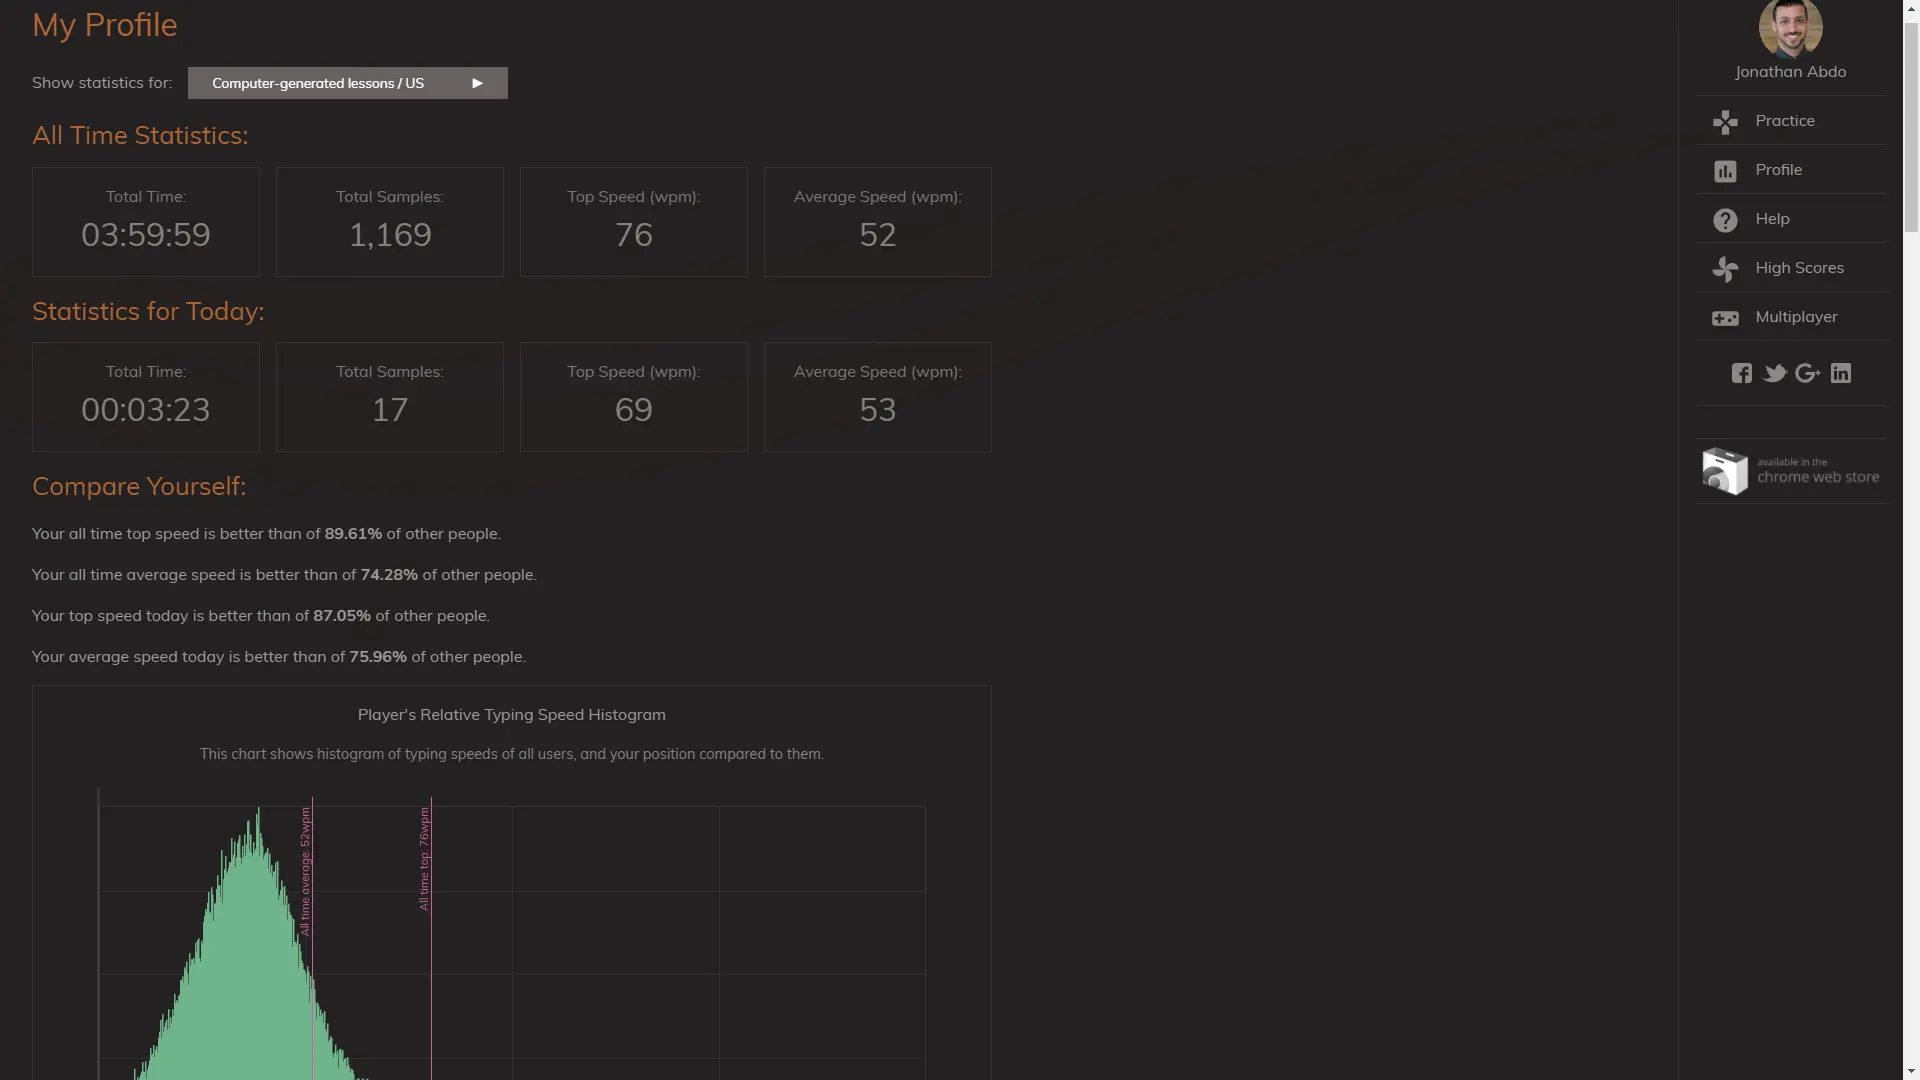 My Profile
Show statistics for:
Computer-generated lessons / US
All Time Statistics:
Total Time:
03:59:59
Total Samples:
1,169
Top Speed (wpm):
76
Average Speed (wpm):
52
Statistics for Today:
Total Time:
00:03:23
Total Samples:
17
Top Speed (wpm):
69
Average Speed (wpm):
53
Compare Yourself:
Your all time top speed is better than of 89.61% of other people.
Your all time average speed is better than of 74.28% of other people.
Your top speed today is better than of 87.05% of other people.
Your average speed today is better than of 75.96% of other people.
Player's Relative Typing Speed Histogram
This chart shows histogram of typing speeds of all users, and your position compared to them.
All time average: 52wpm
All time top: 76wpm
Jonathan Abdo
Practice
Profile
Help
High Scores
Multiplayer
available in the
chrome web store